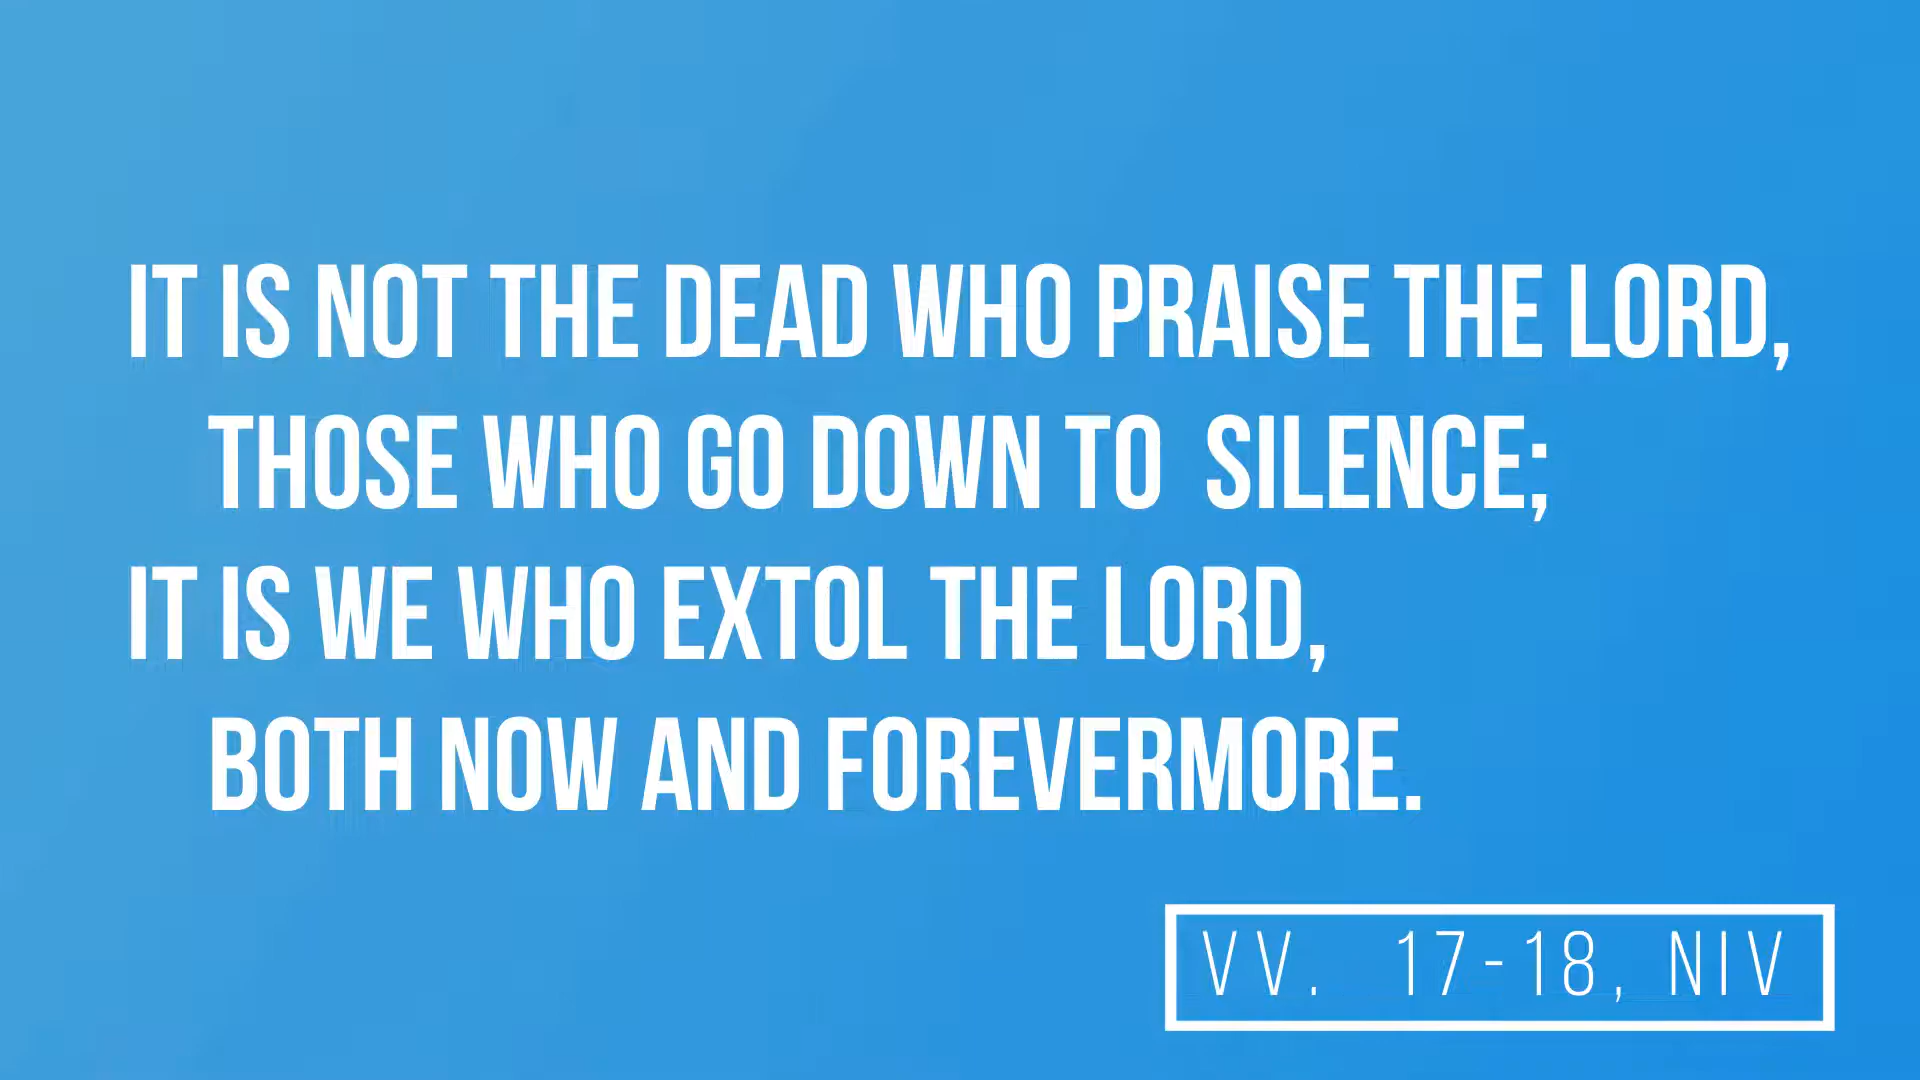 IT IS NOT THE DEAD WHO PRAISE THE LORD,
THOSE WHO GO DOWN TO SILENCE;
IT IS WE WHO EXTOL THE LORD,
BOTH NOW AND FOREVERMORE.
VV. 17-18, NIV